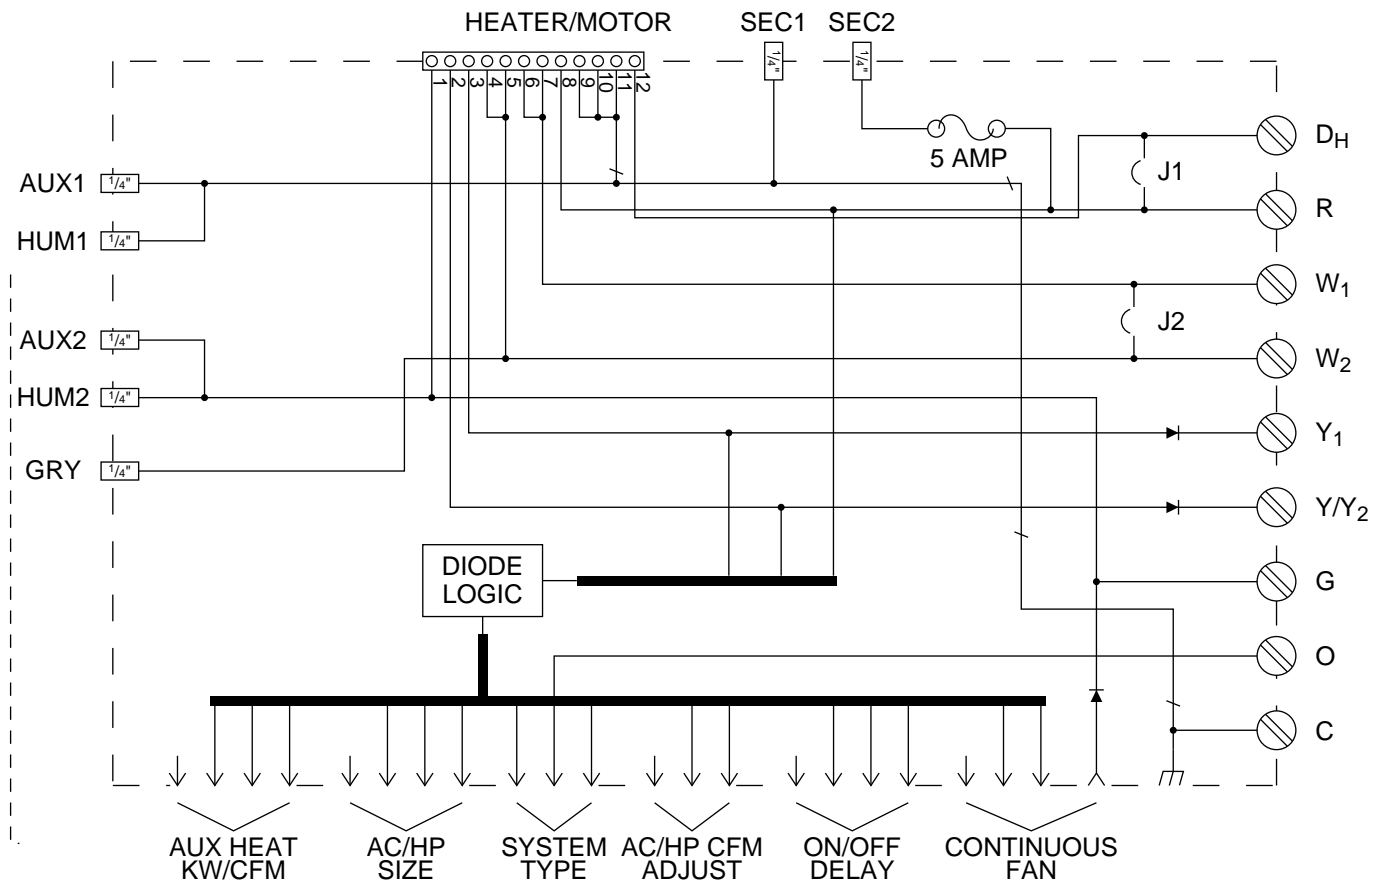 HEATER/MOTOR SEC1 SEC2
1/4" 1/4"
1 2 3 4 5 6 7 8 9 10 11 12
5 AMP
DH
J1
AUX1 1/4"
R
HUM1 1/4"
W1
J2
AUX2 1/4"
W2
HUM2 1/4"
Y1
GRY 1/4"
Y/Y2
DIODE
LOGIC
G
O
C
AUX HEAT
KW/CFM
AC/HP
SIZE
SYSTEM
TYPE
AC/HP CFM
ADJUST
ON/OFF
DELAY
CONTINUOUS
FAN